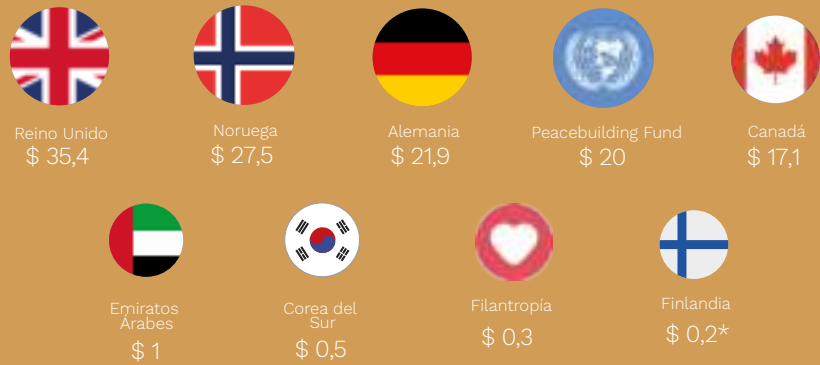 Reino Unido
$ 35,4
Noruega
$ 27,5
Alemania
$ 21,9
Peacebuilding Fund
$ 20
Canadá
$ 17,1
Emiratos
Árabes
$ 1
Corea del
Sur
$ 0,5
Filantropía
$ 0,3
Finlandia
$ 0,2*